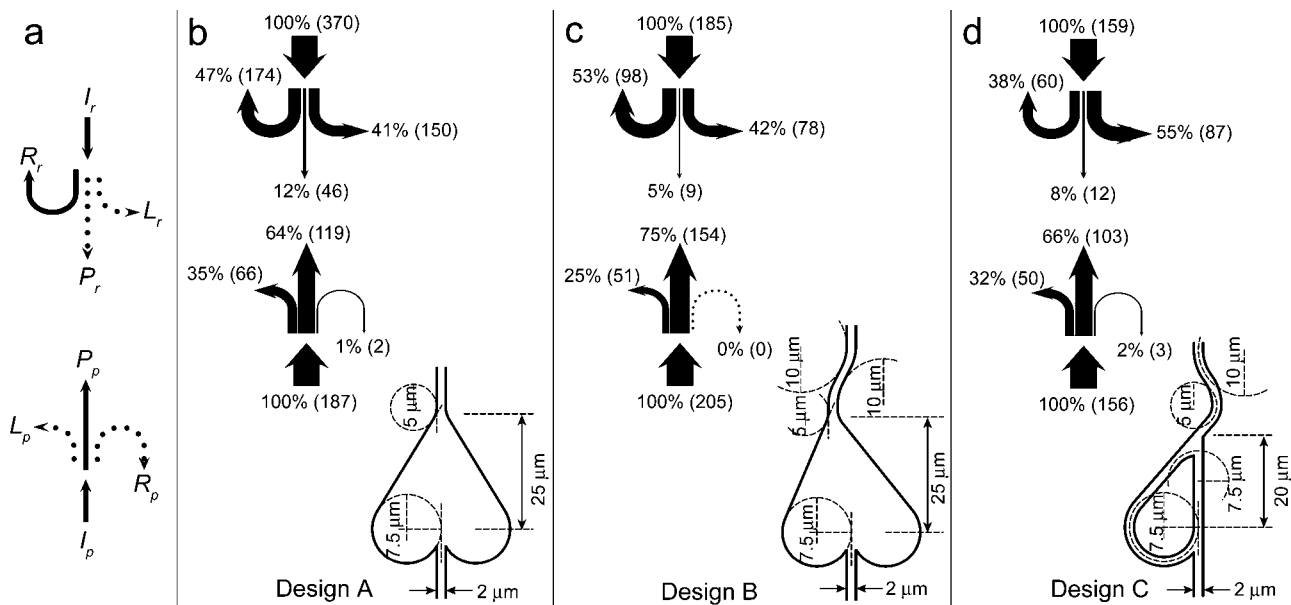 a
I_r
R_r
L_r
P_r
P_p
L_p
R_p
I_p
b
100% (370)
47% (174)
41% (150)
12% (46)
64% (119)
35% (66)
1% (2)
100% (187)
5 μm
7.5 μm
25 μm
2 μm
Design A
c
100% (185)
53% (98)
42% (78)
5% (9)
75% (154)
25% (51)
0% (0)
100% (205)
10 μm
5 μm
10 μm
7.5 μm
25 μm
2 μm
Design B
d
100% (159)
38% (60)
55% (87)
8% (12)
66% (103)
32% (50)
2% (3)
100% (156)
10 μm
5 μm
7.5 μm
7.5 μm
20 μm
2 μm
Design C